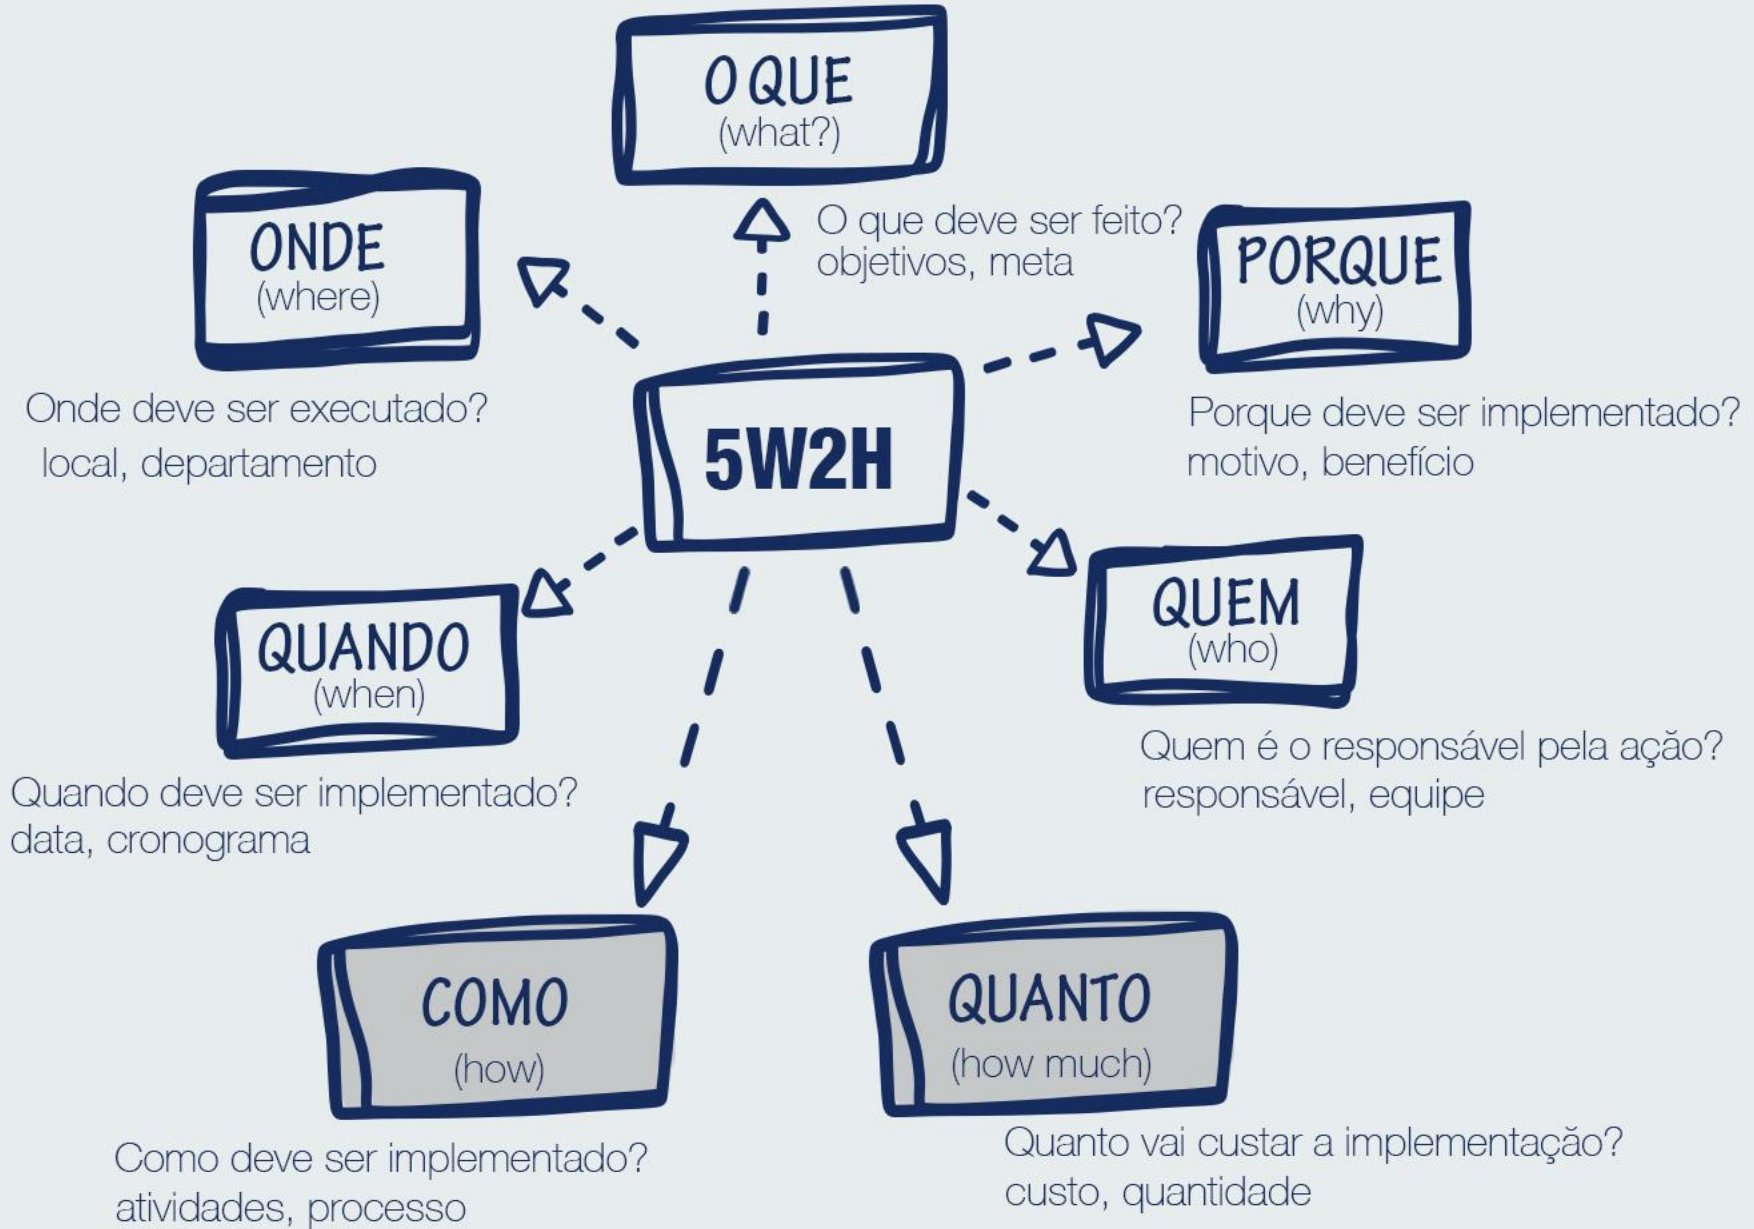 O QUE
(what?)
O que deve ser feito?
objetivos, meta
ONDE
(where)
Onde deve ser executado?
local, departamento
PORQUE
(why)
Porque deve ser implementado?
motivo, benefício
5W2H
QUANDO
(when)
Quando deve ser implementado?
data, cronograma
QUEM
(who)
Quem é o responsável pela ação?
responsável, equipe
COMO
(how)
Como deve ser implementado?
atividades, processo
QUANTO
(how much)
Quanto vai custar a implementação?
custo, quantidade